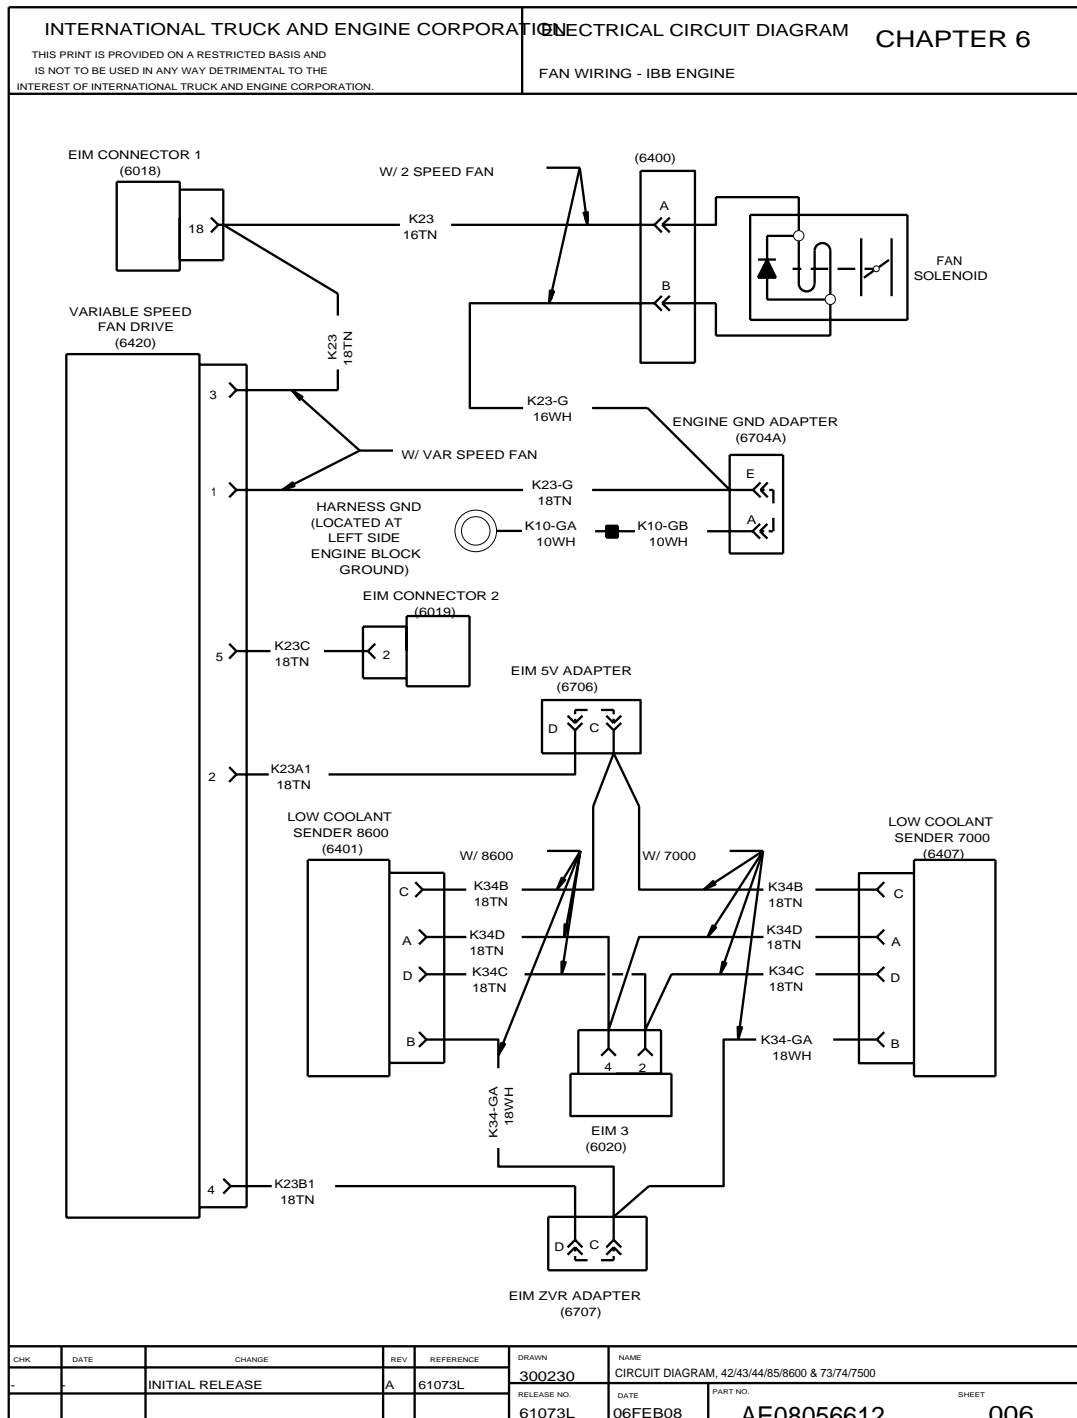 INTERNATIONAL TRUCK AND ENGINE CORPORATION
THIS PRINT IS PROVIDED ON A RESTRICTED BASIS AND
IS NOT TO BE USED IN ANY WAY DETRIMENTAL TO THE
INTEREST OF INTERNATIONAL TRUCK AND ENGINE CORPORATION.
ELECTRICAL CIRCUIT DIAGRAM
CHAPTER 6
FAN WIRING - IBB ENGINE
EIM CONNECTOR 1
(6018)
18
W/ 2 SPEED FAN
K23
16TN
(6400)
A
B
FAN
SOLENOID
VARIABLE SPEED
FAN DRIVE
(6420)
K23
18TN
3
K23-G
16WH
ENGINE GND ADAPTER
(6704A)
W/ VAR SPEED FAN
1
K23-G
18TN
E
A
HARNESS GND
(LOCATED AT
LEFT SIDE
ENGINE BLOCK
GROUND)
K10-GA
10WH
K10-GB
10WH
EIM CONNECTOR 2
(6019)
5
K23C
18TN
2
EIM 5V ADAPTER
(6706)
D
C
2
K23A1
18TN
LOW COOLANT
SENDER 8600
(6401)
W/ 8600
W/ 7000
LOW COOLANT
SENDER 7000
(6407)
C
K34B
18TN
K34B
18TN
C
A
K34D
18TN
K34D
18TN
A
D
K34C
18TN
K34C
18TN
D
B
K34-GA
18WH
K34-GA
18WH
B
4
2
EIM 3
(6020)
4
K23B1
18TN
D
C
EIM ZVR ADAPTER
(6707)
CHK
DATE
CHANGE
REV
REFERENCE
DRAWN
NAME
-
-
INITIAL RELEASE
A
61073L
300230
CIRCUIT DIAGRAM, 42/43/44/85/8600 & 73/74/7500
RELEASE NO.
DATE
PART NO.
SHEET
61073L
06FEB08
AE08056612
006